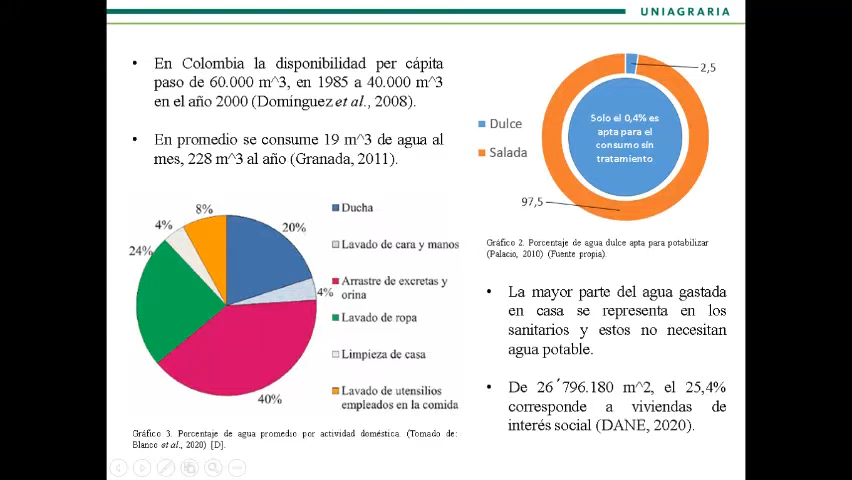 UNIAGRARIA
• En Colombia la disponibilidad per cápita
paso de 60.000 m^3, en 1985 a 40.000 m^3
en el año 2000 (Domínguez et al., 2008).
• En promedio se consume 19 m^3 de agua al
mes, 228 m^3 al año (Granada, 2011).
8%
4%
24%
20%
4%
40%
Ducha
Lavado de cara y manos
Arrastre de excretas y
orina
Lavado de ropa
Limpieza de casa
Lavado de utensilios
empleados en la comida
Gráfico 3. Porcentaje de agua promedio por actividad doméstica. (Tomado de:
Blanco et al., 2020) [D].
Dulce
Salada
2,5
Solo el 0,4% es
apta para el
consumo sin
tratamiento
97,5
Gráfico 2. Porcentaje de agua dulce apta para potabilizar
(Palacio, 2010) (Fuente propia).
• La mayor parte del agua gastada
en casa se representa en los
sanitarios y estos no necesitan
agua potable.
• De 26´796.180 m^2, el 25,4%
corresponde a viviendas de
interés social (DANE, 2020).